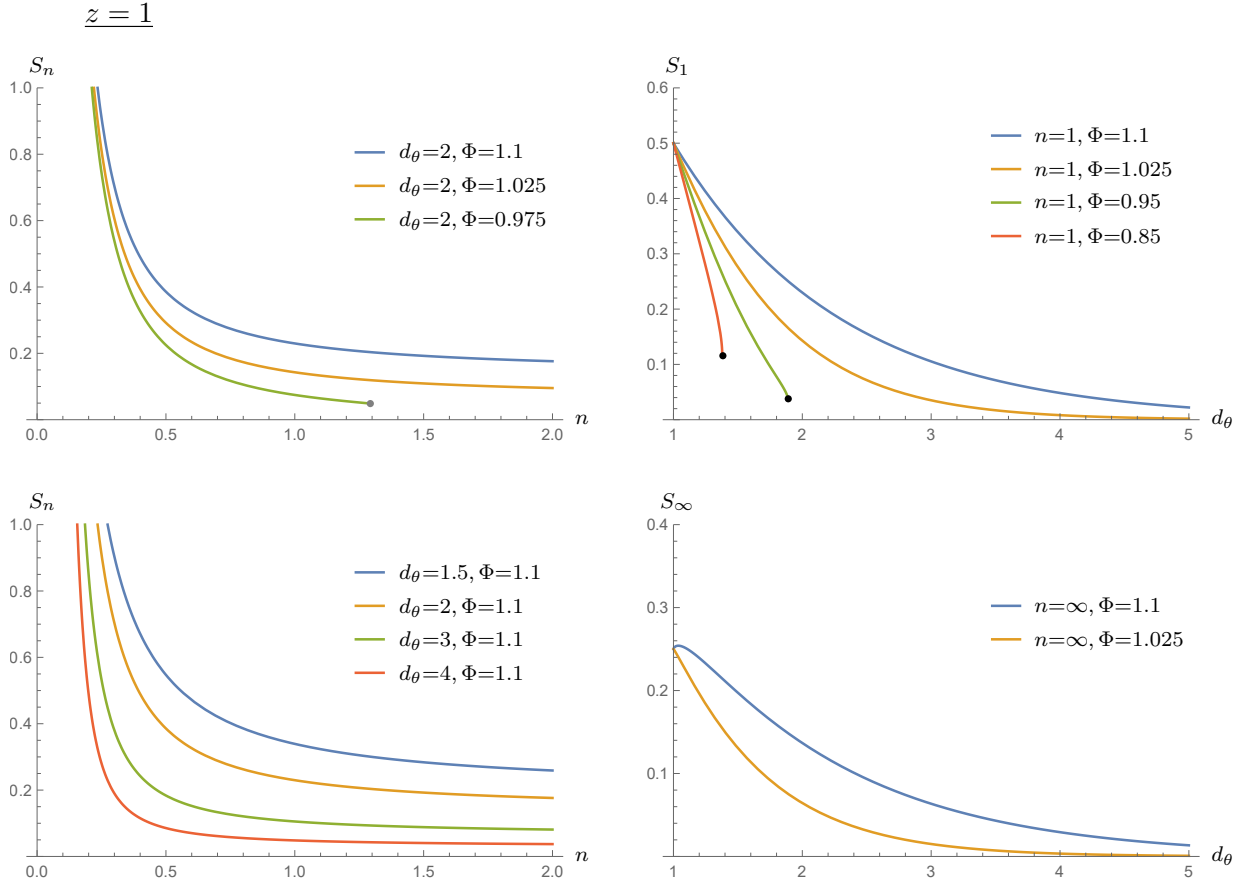 z = 1
S_n
1.0
0.8
0.6
0.4
0.2
0.0 0.5 1.0 1.5 2.0 n
d_θ=2, Φ=1.1
d_θ=2, Φ=1.025
d_θ=2, Φ=0.975
S_1
0.6
0.5
0.4
0.3
0.2
0.1
1 2 3 4 5 d_θ
n=1, Φ=1.1
n=1, Φ=1.025
n=1, Φ=0.95
n=1, Φ=0.85
S_n
1.0
0.8
0.6
0.4
0.2
0.0 0.5 1.0 1.5 2.0 n
d_θ=1.5, Φ=1.1
d_θ=2, Φ=1.1
d_θ=3, Φ=1.1
d_θ=4, Φ=1.1
S_∞
0.4
0.3
0.2
0.1
1 2 3 4 5 d_θ
n=∞, Φ=1.1
n=∞, Φ=1.025